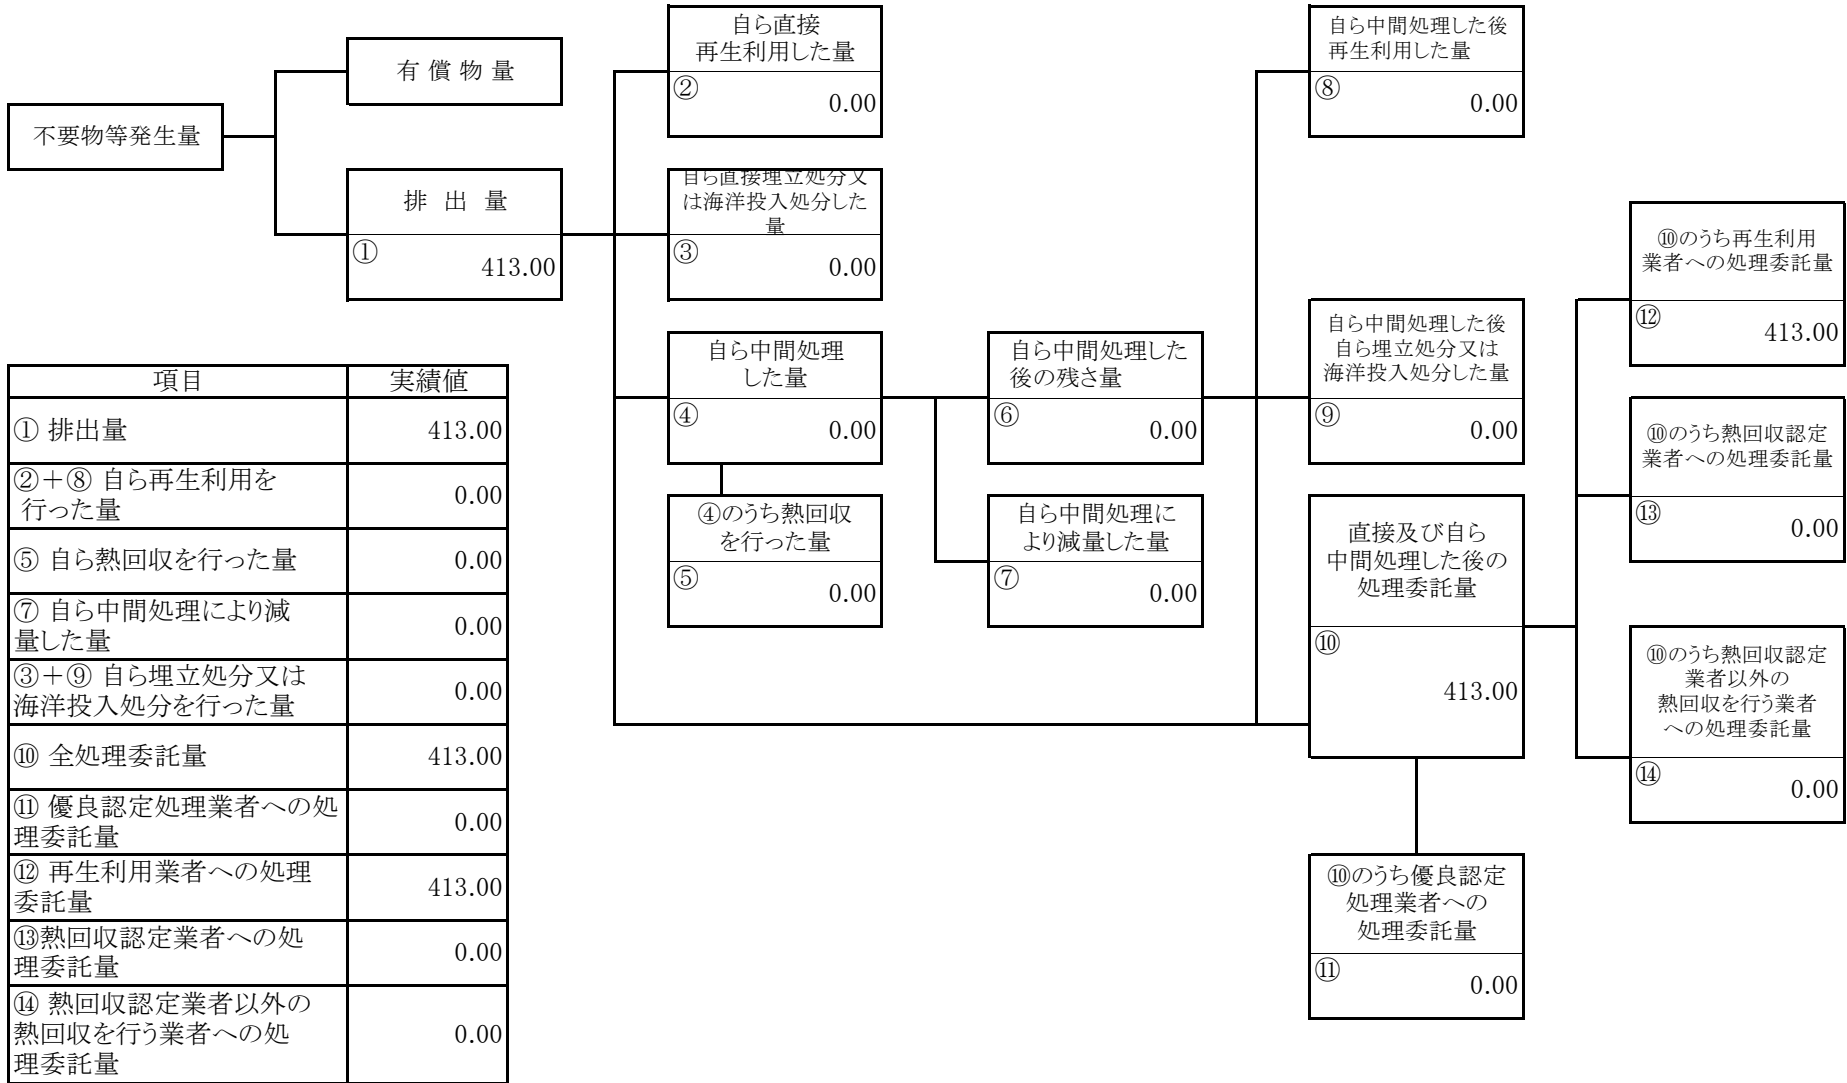 不要物等発生量
有 償 物 量
排 出 量
①
413.00
自ら直接
再生利用した量
②
0.00
自ら直接埋立処分又
は海洋投入処分した
量
③
0.00
自ら中間処理
した量
④
0.00
④のうち熱回収
を行った量
⑤
0.00
自ら中間処理した
後の残さ量
⑥
0.00
自ら中間処理に
より減量した量
⑦
0.00
自ら中間処理した後
再生利用した量
⑧
0.00
自ら中間処理した後
自ら埋立処分又は
海洋投入処分した量
⑨
0.00
直接及び自ら
中間処理した後の
処理委託量
⑩
413.00
⑩のうち優良認定
処理業者への
処理委託量
⑪
0.00
⑩のうち再生利用
業者への処理委託量
⑫
413.00
⑩のうち熱回収認定
業者への処理委託量
⑬
0.00
⑩のうち熱回収認定
業者以外の
熱回収を行う業者
への処理委託量
⑭
0.00
項目 実績値
① 排出量 413.00
②＋⑧ 自ら再生利用を
行った量
0.00
⑤ 自ら熱回収を行った量 0.00
⑦ 自ら中間処理により減
量した量
0.00
③＋⑨ 自ら埋立処分又は
海洋投入処分を行った量
0.00
⑩ 全処理委託量 413.00
⑪ 優良認定処理業者への処
理委託量
0.00
⑫ 再生利用業者への処理
委託量
413.00
⑬熱回収認定業者への処
理委託量
0.00
⑭ 熱回収認定業者以外の
熱回収を行う業者への処
理委託量
0.00